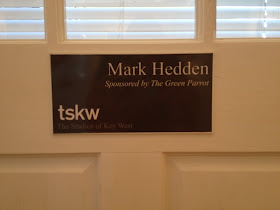 Mark Hedden
Sponsored by The Green Parrot
tskw
The Studios of Key West